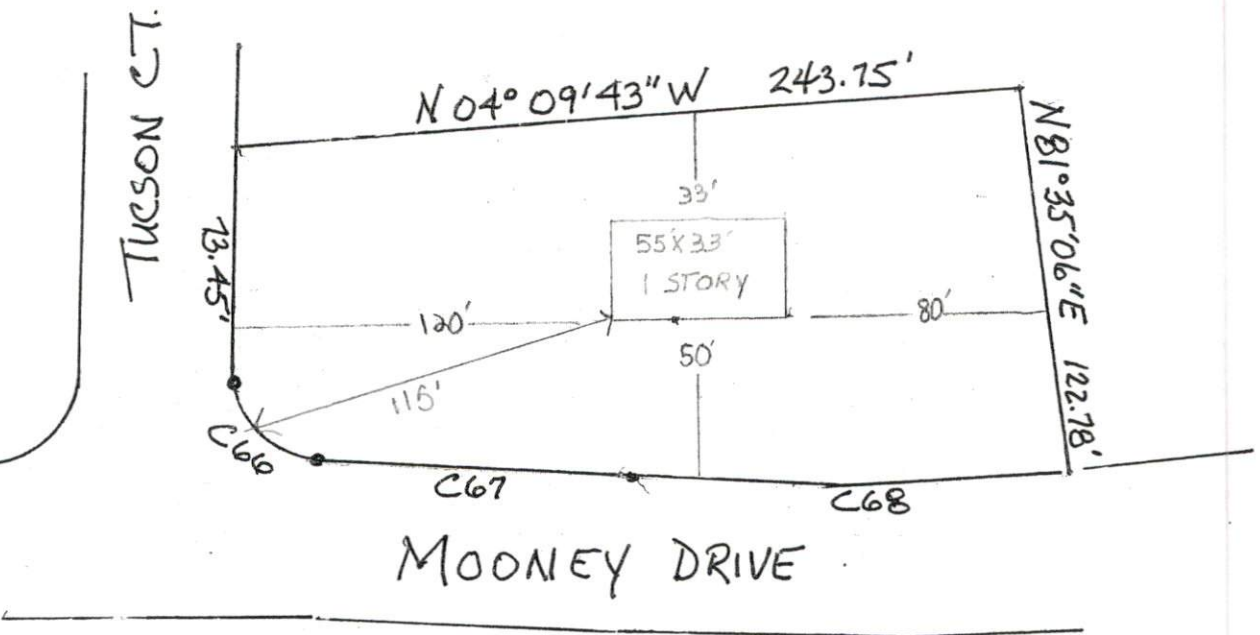 TUCSON CT.
N 04° 09' 43" W 243.75'
N 81° 35' 06" E 122.78'
73.45'
33'
55'X33'
1 STORY
120'
80'
50'
115'
C66
C67
C68
MOONEY DRIVE